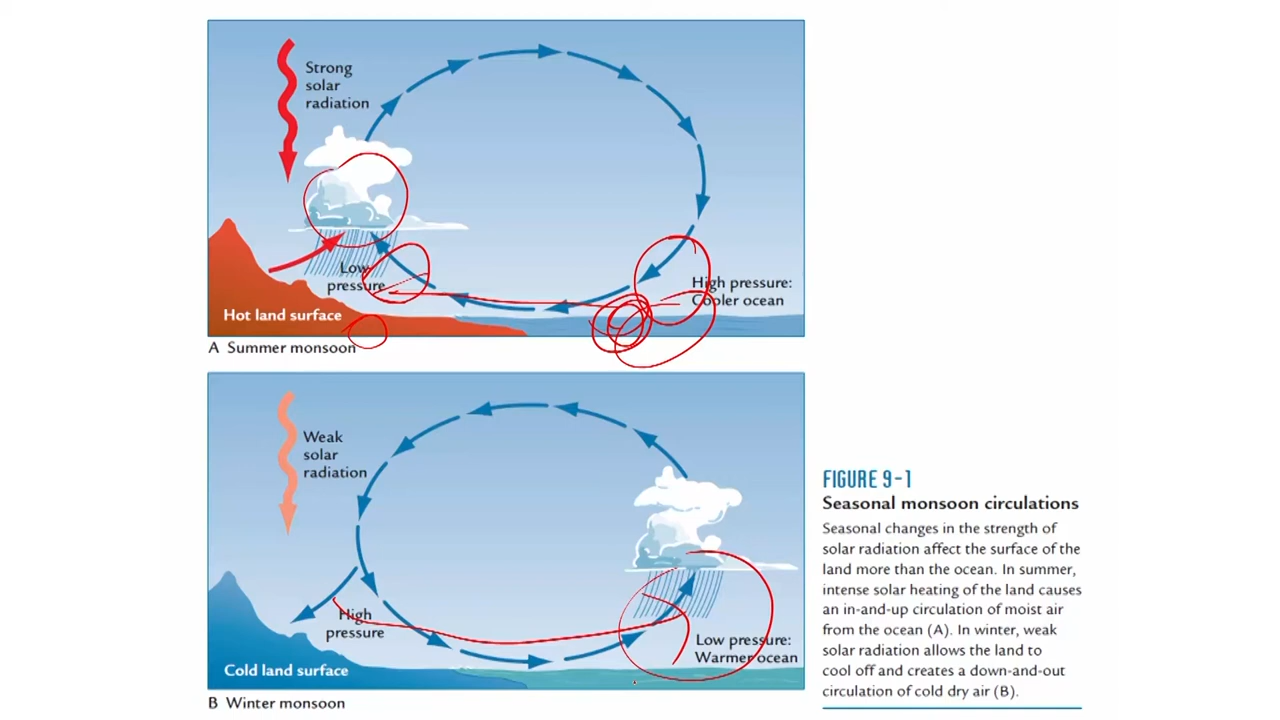 Strong
solar
radiation
Low
pressure
High pressure:
Cooler ocean
Hot land surface
A Summer monsoon
Weak
solar
radiation
High
pressure
Low pressure:
Warmer ocean
Cold land surface
B Winter monsoon
FIGURE 9-1
Seasonal monsoon circulations
Seasonal changes in the strength of
solar radiation affect the surface of the
land more than the ocean. In summer,
intense solar heating of the land causes
an in-and-up circulation of moist air
from the ocean (A). In winter, weak
solar radiation allows the land to
cool off and creates a down-and-out
circulation of cold dry air (B).